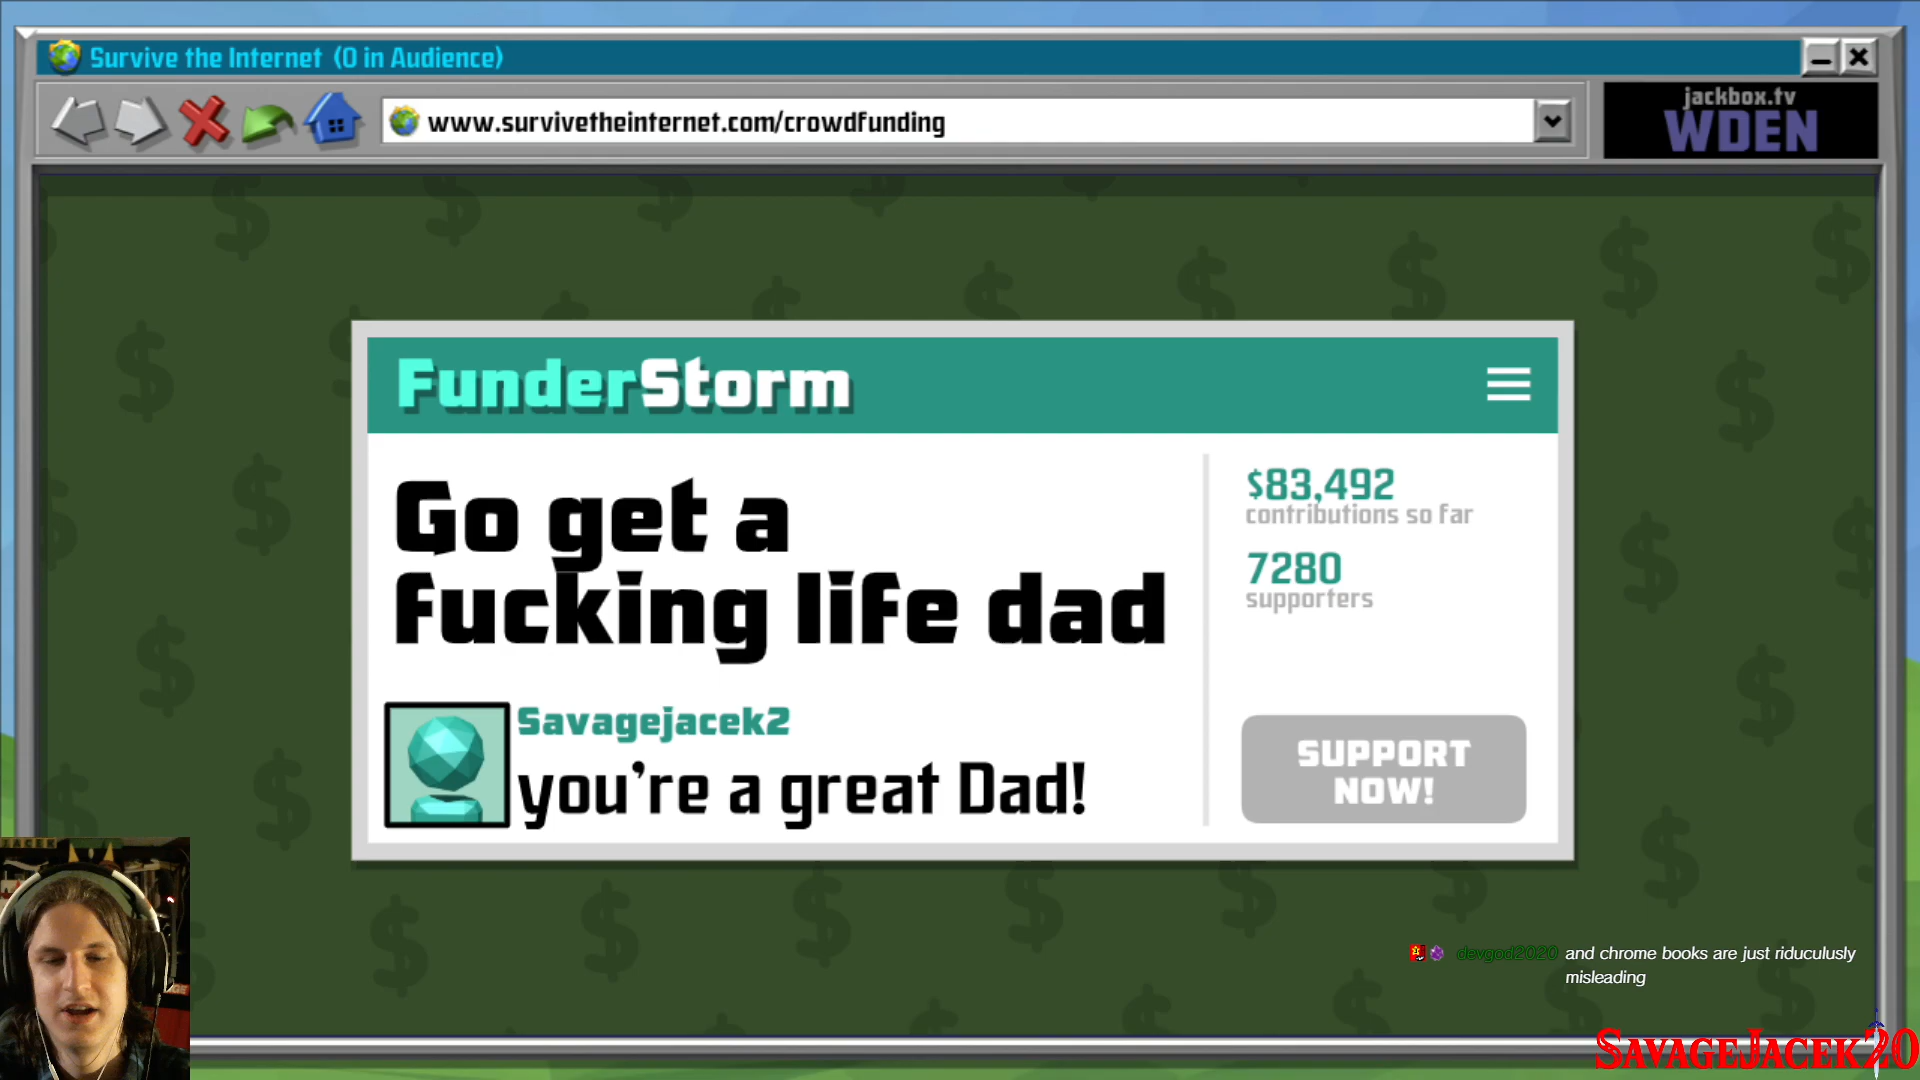 Survive the Internet (0 in Audience)
www.survivetheinternet.com/crowdfunding
jackbox.tv
WDEN
FunderStorm
Go get a
fucking life dad
$83,492
contributions so far
7280
supporters
Savagejacek2
you're a great Dad!
SUPPORT
NOW!
devgod2020 and chrome books are just riduculusly
misleading
SavageJacek20